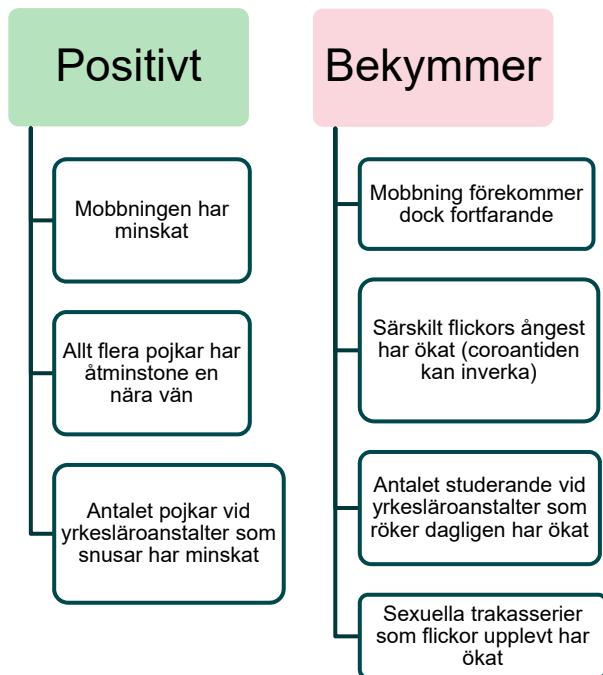 Positivt
Mobbningen har
minskat
Allt flera pojkar har
åtminstone en
nära vän
Antalet pojkar vid
yrkesläroanstalter som
snusar har minskat
Bekymmer
Mobbning förekommer
dock fortfarande
Särskilt flickors ångest
har ökat (coroantiden
kan inverka)
Antalet studerande vid
yrkesläroanstalter som
röker dagligen har ökat
Sexuella trakasserier
som flickor upplevt har
ökat